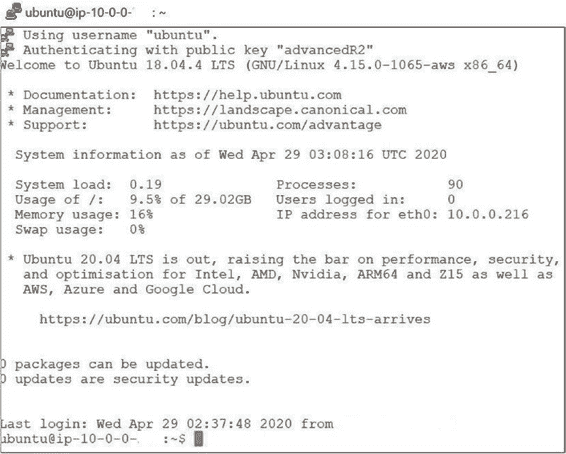 ubuntu@ip-10-0-0-   : ~
Using username "ubuntu".
Authenticating with public key "advancedR2"
Welcome to Ubuntu 18.04.4 LTS (GNU/Linux 4.15.0-1065-aws x86_64)
* Documentation:  https://help.ubuntu.com
* Management:     https://landscape.canonical.com
* Support:        https://ubuntu.com/advantage
System information as of Wed Apr 29 03:08:16 UTC 2020
System load:  0.19              Processes:           90
Usage of /:   9.5% of 29.02GB   Users logged in:     0
Memory usage: 16%               IP address for eth0: 10.0.0.216
Swap usage:   0%
* Ubuntu 20.04 LTS is out, raising the bar on performance, security,
and optimisation for Intel, AMD, Nvidia, ARM64 and Z15 as well as
AWS, Azure and Google Cloud.
https://ubuntu.com/blog/ubuntu-20-04-lts-arrives
0 packages can be updated.
0 updates are security updates.
Last login: Wed Apr 29 02:37:48 2020 from
ubuntu@ip-10-0-0-   :~$